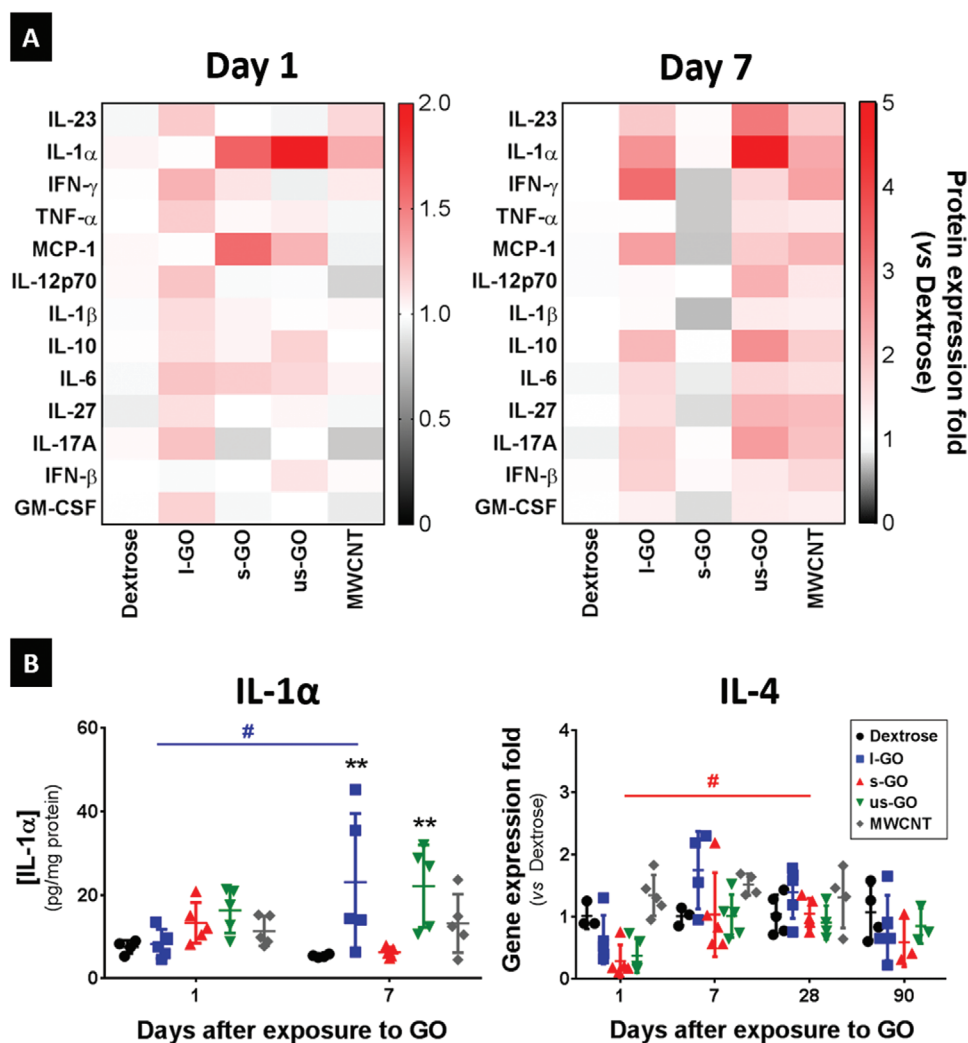 A
Day 1
Day 7
IL-23
IL-1α
IFN-γ
TNF-α
MCP-1
IL-12p70
IL-1β
IL-10
IL-6
IL-27
IL-17A
IFN-β
GM-CSF
Dextrose
l-GO
s-GO
us-GO
MWCNT
2.0
1.5
1.0
0.5
0
IL-23
IL-1α
IFN-γ
TNF-α
MCP-1
IL-12p70
IL-1β
IL-10
IL-6
IL-27
IL-17A
IFN-β
GM-CSF
Dextrose
l-GO
s-GO
us-GO
MWCNT
5
4
3
2
1
0
Protein expression fold
(vs Dextrose)
B
IL-1α
[IL-1α]
(pg/mg protein)
60
40
20
0
#
**
**
1
7
Days after exposure to GO
IL-4
Gene expression fold
(vs Dextrose)
4
3
2
1
0
#
Dextrose
l-GO
s-GO
us-GO
MWCNT
1
7
28
90
Days after exposure to GO